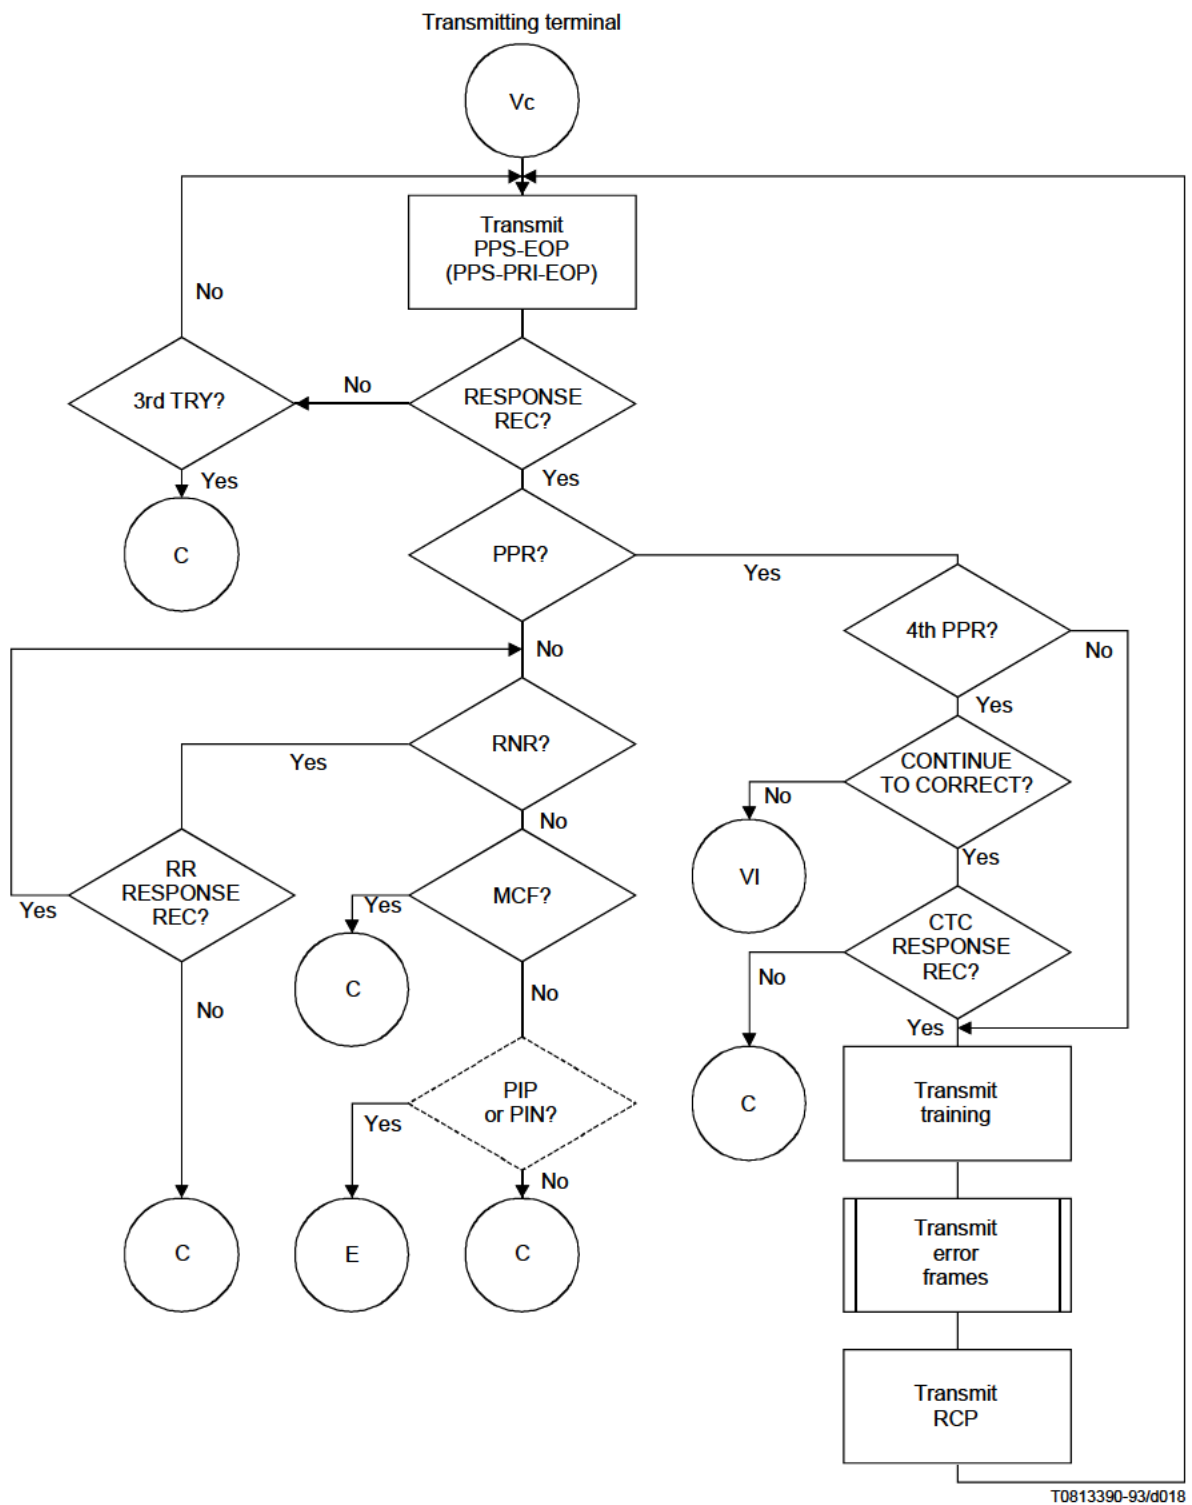 Transmitting terminal
Vc
Transmit
PPS-EOP
(PPS-PRI-EOP)
No
3rd TRY?
No
RESPONSE
REC?
Yes
Yes
C
PPR?
Yes
4th PPR?
No
No
Yes
RNR?
Yes
CONTINUE
TO CORRECT?
No
No
Yes
RR
RESPONSE
REC?
Yes
MCF?
Yes
VI
CTC
RESPONSE
REC?
No
C
No
No
Yes
PIP
or PIN?
Yes
No
C
Transmit
training
C
E
C
Transmit
error
frames
Transmit
RCP
T0813390-93/d018